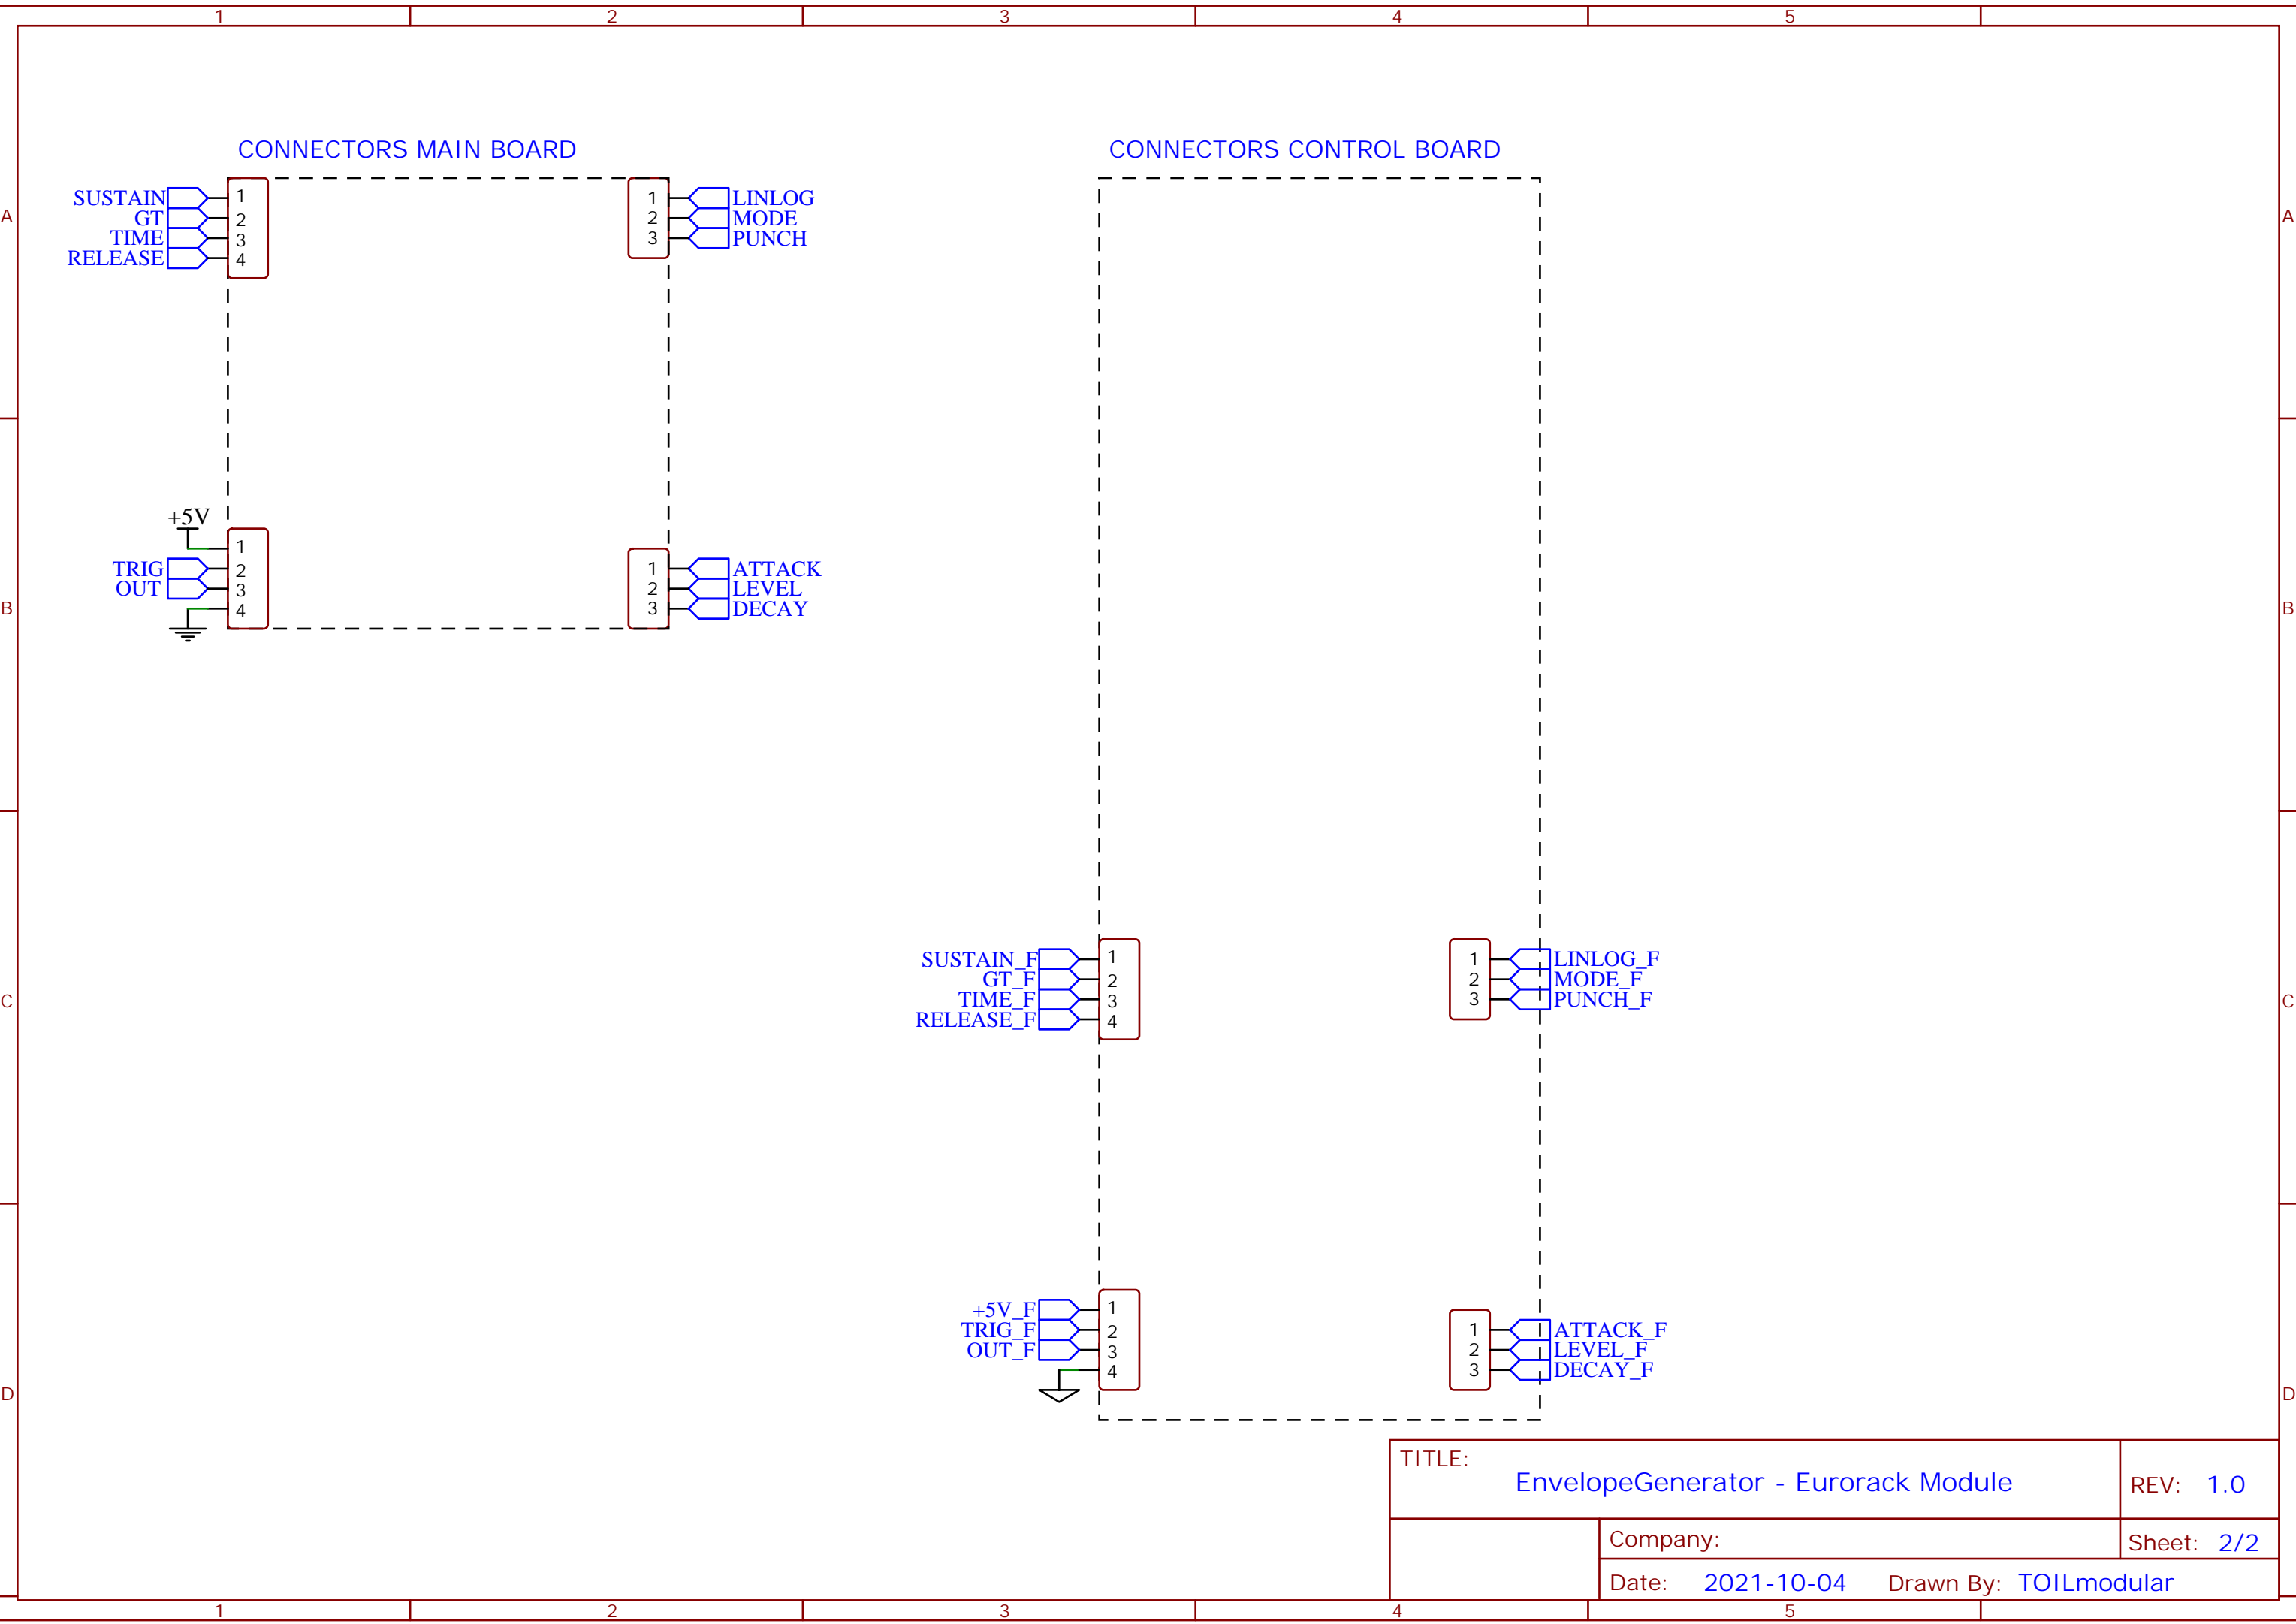 1 2 3 4 5
CONNECTORS MAIN BOARD
CONNECTORS CONTROL BOARD
A
A
SUSTAIN 1
GT 2
TIME 3
RELEASE 4
1 LINLOG
2 MODE
3 PUNCH
+5V
1
TRIG 2
OUT 3
4
1 ATTACK
2 LEVEL
3 DECAY
B
B
SUSTAIN_F 1
GT_F 2
TIME_F 3
RELEASE_F 4
1 LINLOG_F
2 MODE_F
3 PUNCH_F
C
C
+5V_F 1
TRIG_F 2
OUT_F 3
4
1 ATTACK_F
2 LEVEL_F
3 DECAY_F
D
D
TITLE:
EnvelopeGenerator - Eurorack Module
REV: 1.0
Company:
Sheet: 2/2
Date: 2021-10-04 Drawn By: TOILmodular
1 2 3 4 5